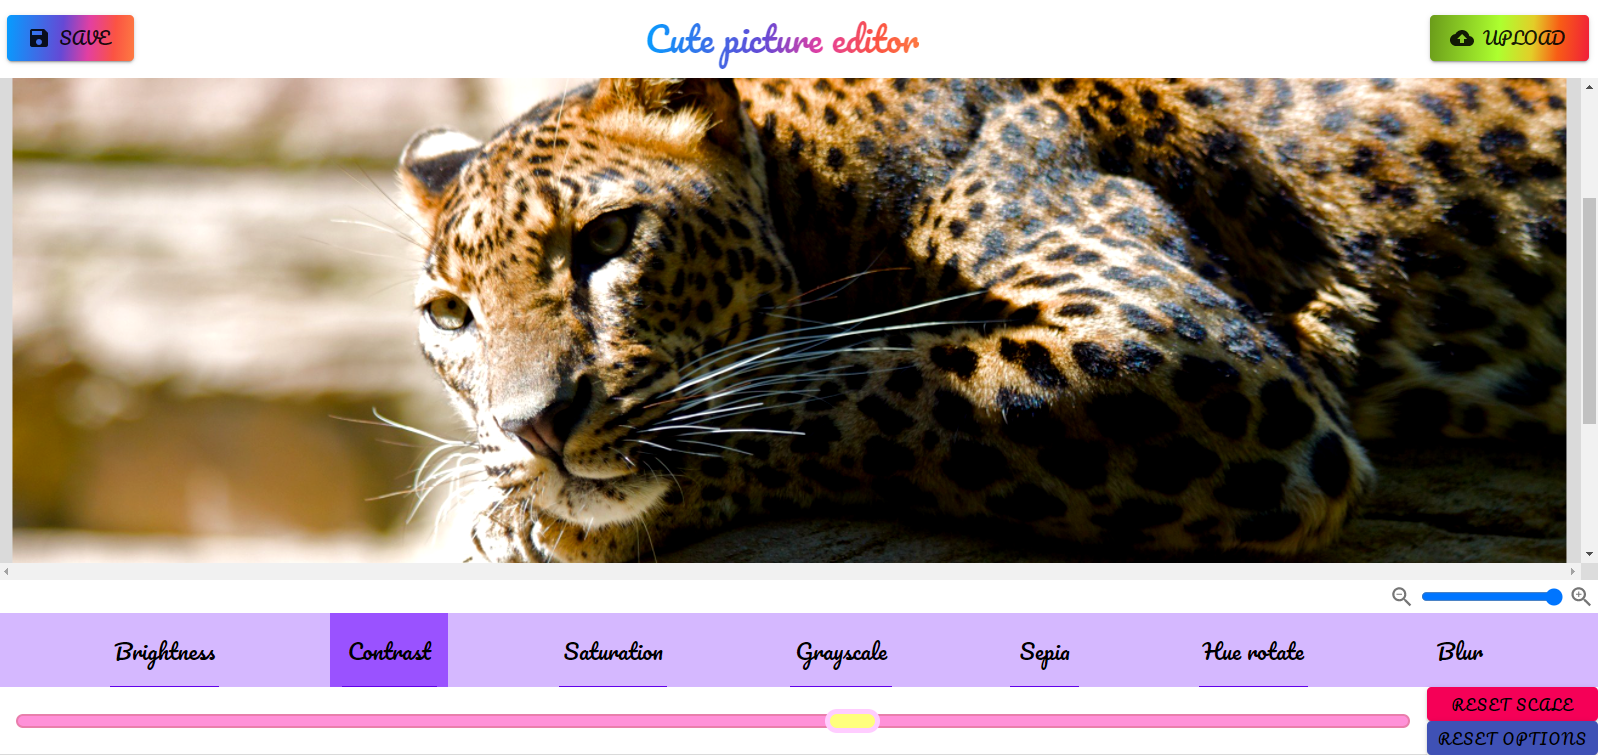 SAVE
Cute picture editor
UPLOAD
Brightness
Contrast
Saturation
Grayscale
Sepia
Hue rotate
Blur
RESET SCALE
RESET OPTIONS